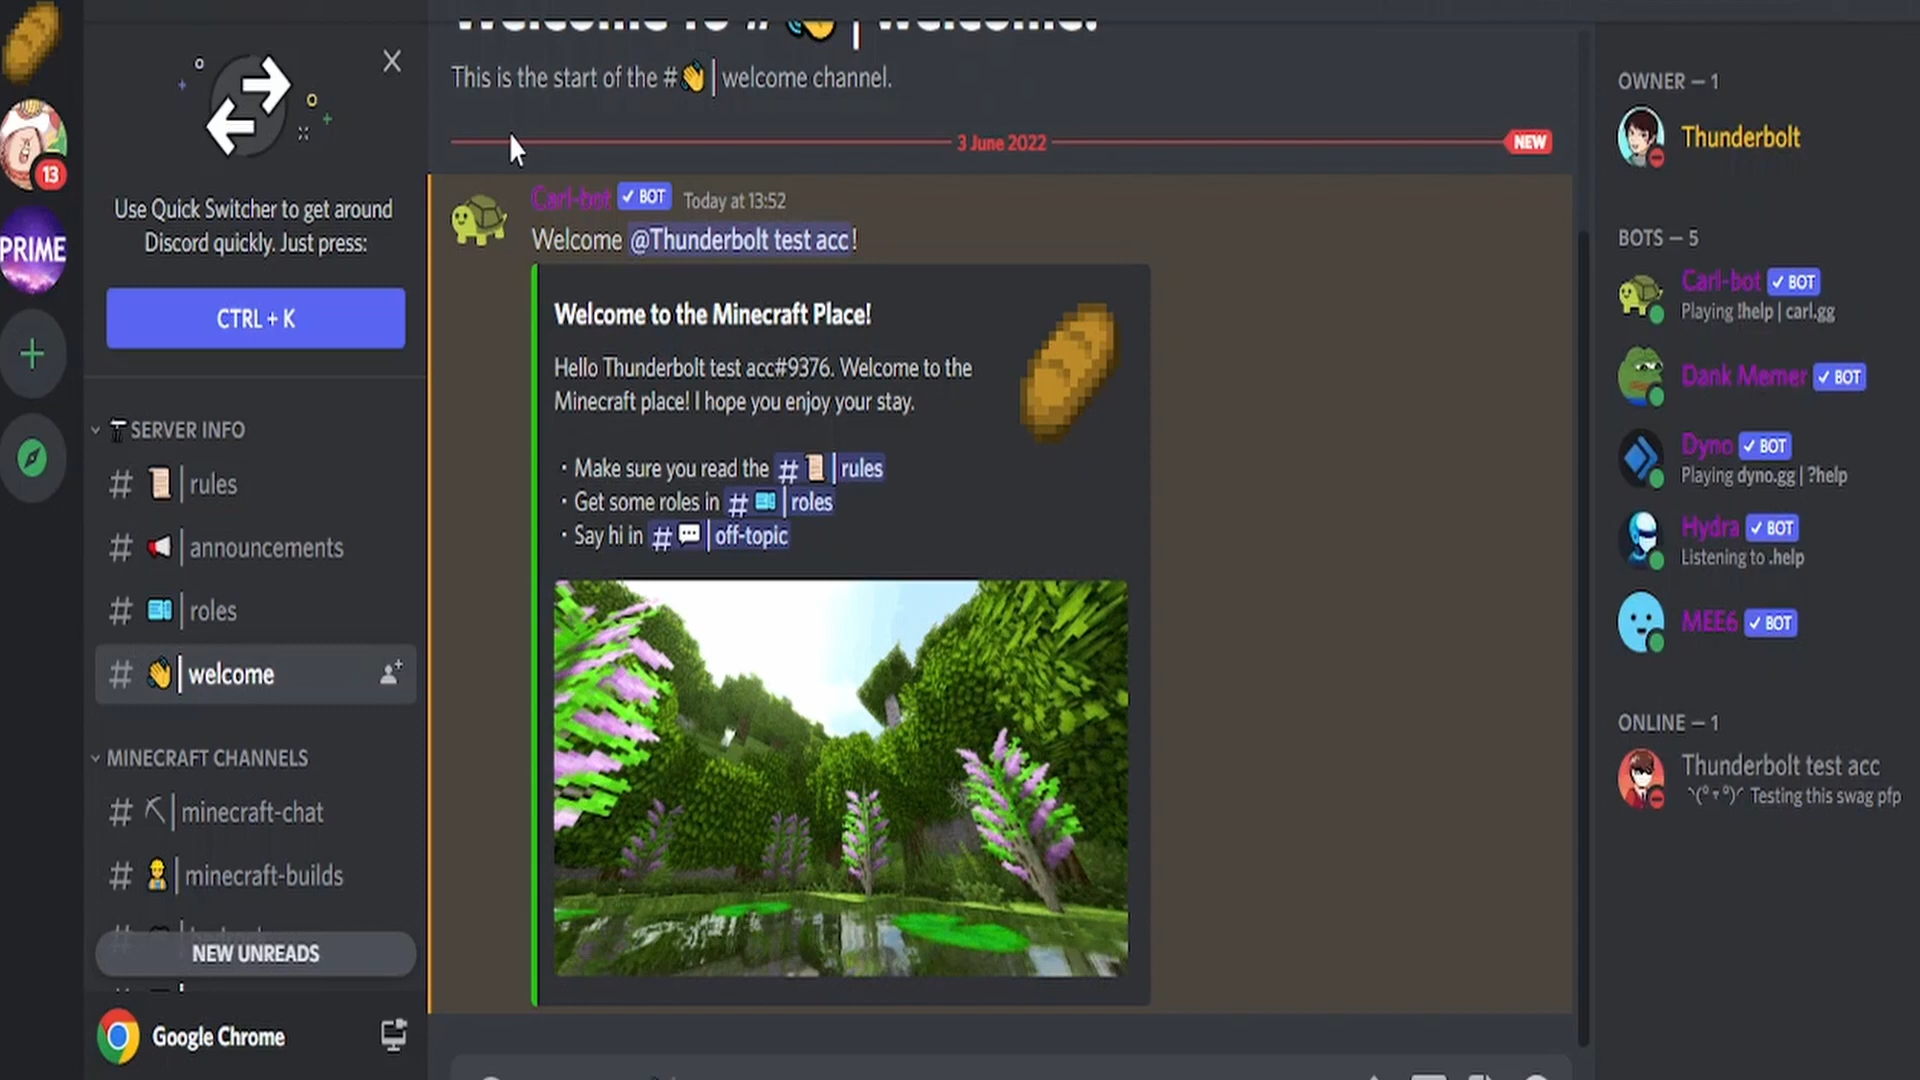 13
PRIME
Use Quick Switcher to get around
Discord quickly. Just press:
CTRL + K
SERVER INFO
# | rules
# | announcements
# | roles
# | welcome
MINECRAFT CHANNELS
# | minecraft-chat
# | minecraft-builds
NEW UNREADS
Google Chrome
Welcome to # | welcome!
This is the start of the # | welcome channel.
3 June 2022 NEW
Carl-bot ✓ BOT Today at 13:52
Welcome @Thunderbolt test acc!
Welcome to the Minecraft Place!
Hello Thunderbolt test acc#9376. Welcome to the
Minecraft place! I hope you enjoy your stay.
· Make sure you read the # | rules
· Get some roles in # | roles
· Say hi in # | off-topic
OWNER — 1
Thunderbolt
BOTS — 5
Carl-bot ✓ BOT
Playing !help | carl.gg
Dank Memer ✓ BOT
Dyno ✓ BOT
Playing dyno.gg | ?help
Hydra ✓ BOT
Listening to .help
MEE6 ✓ BOT
ONLINE — 1
Thunderbolt test acc
Testing this swag pfp